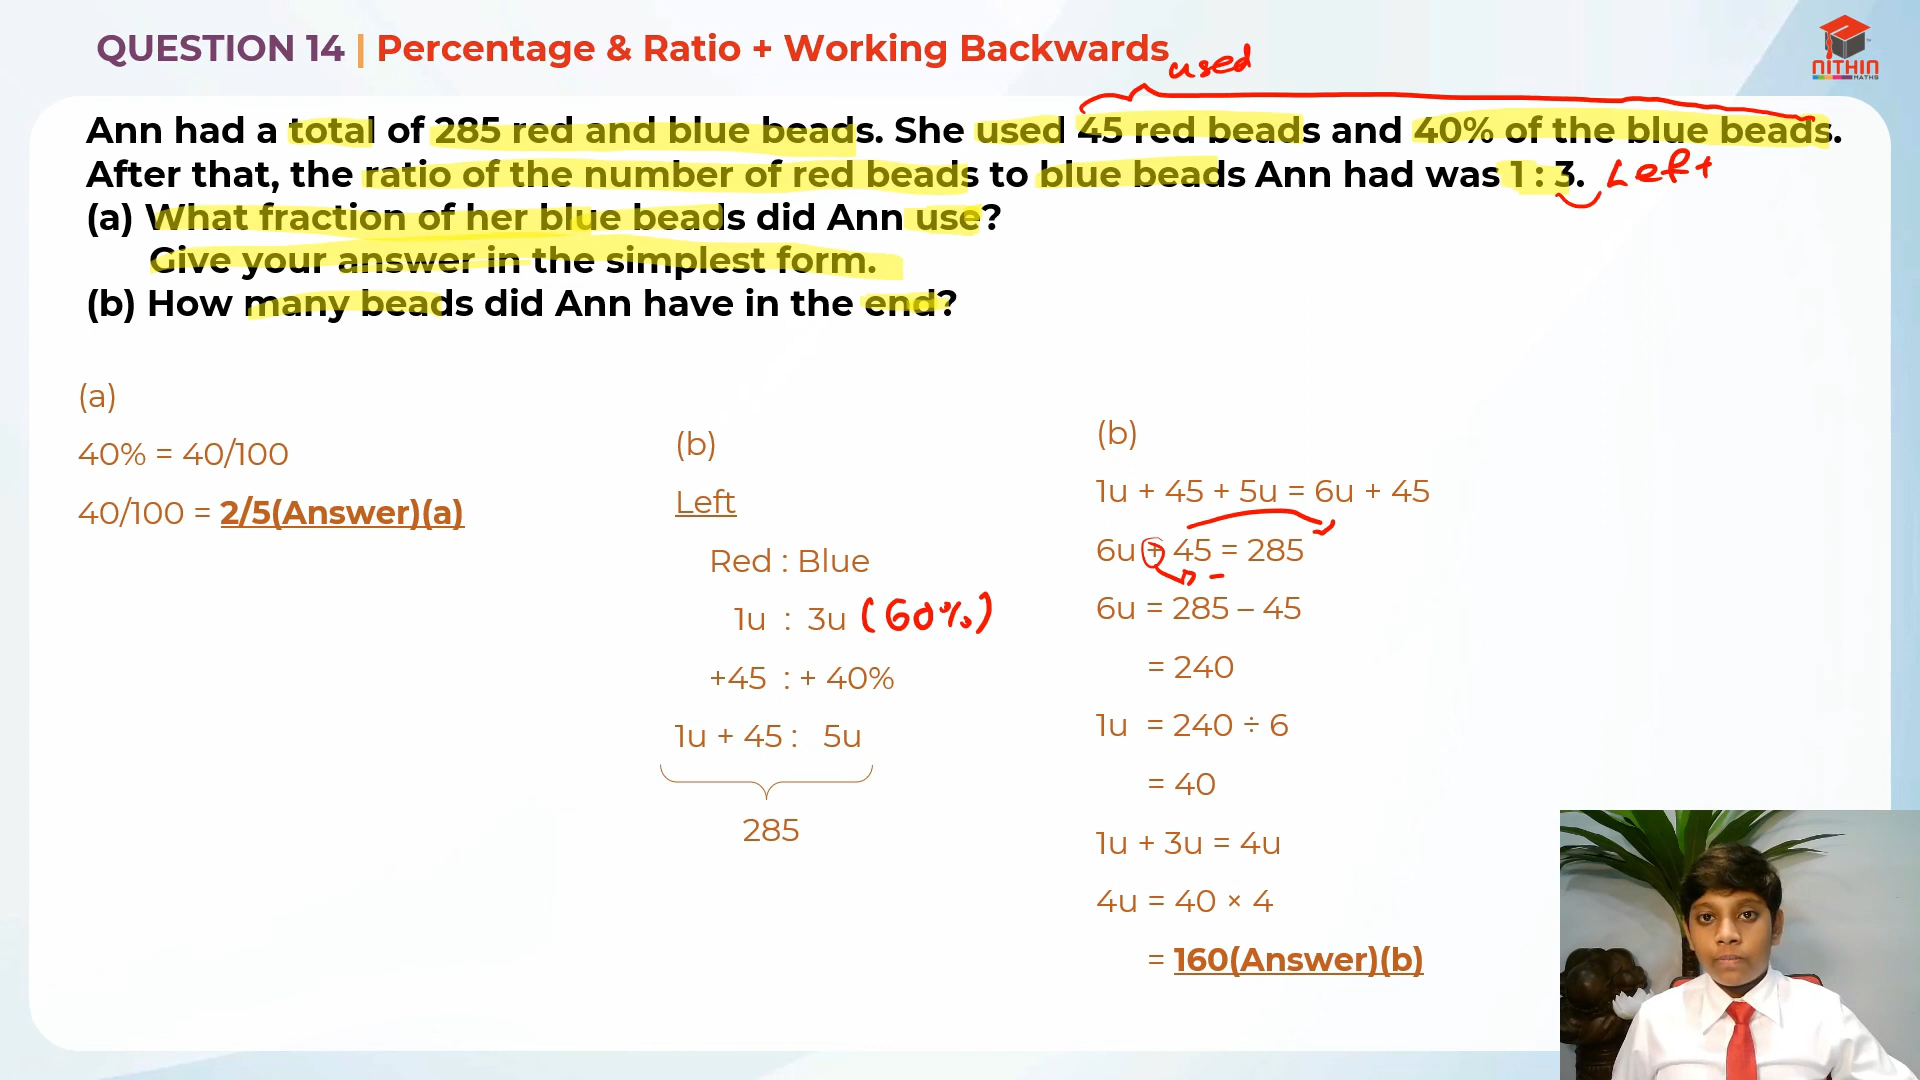 QUESTION 14 | Percentage & Ratio + Working Backwards
used
NITHIN
MATHS
Ann had a total of 285 red and blue beads. She used 45 red beads and 40% of the blue beads.
After that, the ratio of the number of red beads to blue beads Ann had was 1 : 3. Left
(a) What fraction of her blue beads did Ann use?
Give your answer in the simplest form.
(b) How many beads did Ann have in the end?
(a)
40% = 40/100
40/100 = 2/5(Answer)(a)
(b)
Left
Red : Blue
1u : 3u (60%)
+45 : + 40%
1u + 45 : 5u
285
(b)
1u + 45 + 5u = 6u + 45
6u + 45 = 285
-
6u = 285 – 45
= 240
1u = 240 ÷ 6
= 40
1u + 3u = 4u
4u = 40 × 4
= 160(Answer)(b)